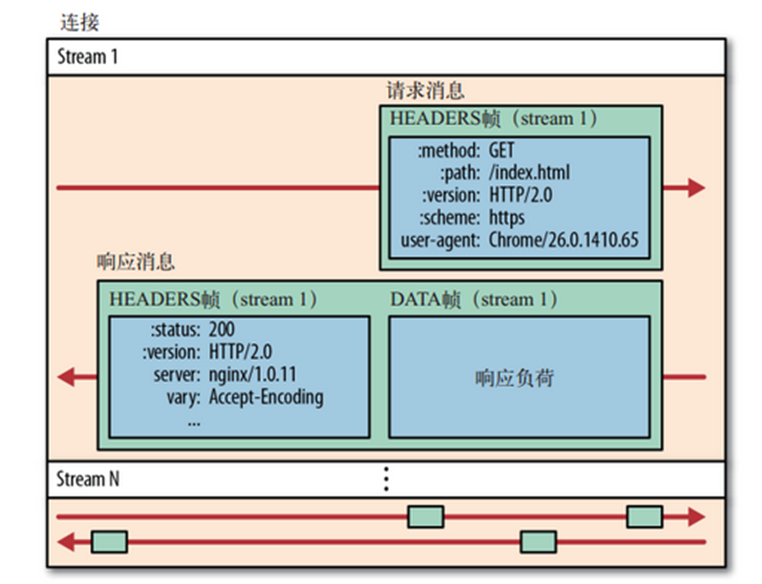 连接
Stream 1
请求消息
HEADERS帧（stream 1）
:method: GET
:path: /index.html
:version: HTTP/2.0
:scheme: https
user-agent: Chrome/26.0.1410.65
响应消息
HEADERS帧（stream 1）
:status: 200
:version: HTTP/2.0
server: nginx/1.0.11
vary: Accept-Encoding
...
DATA帧（stream 1）
响应负荷
Stream N